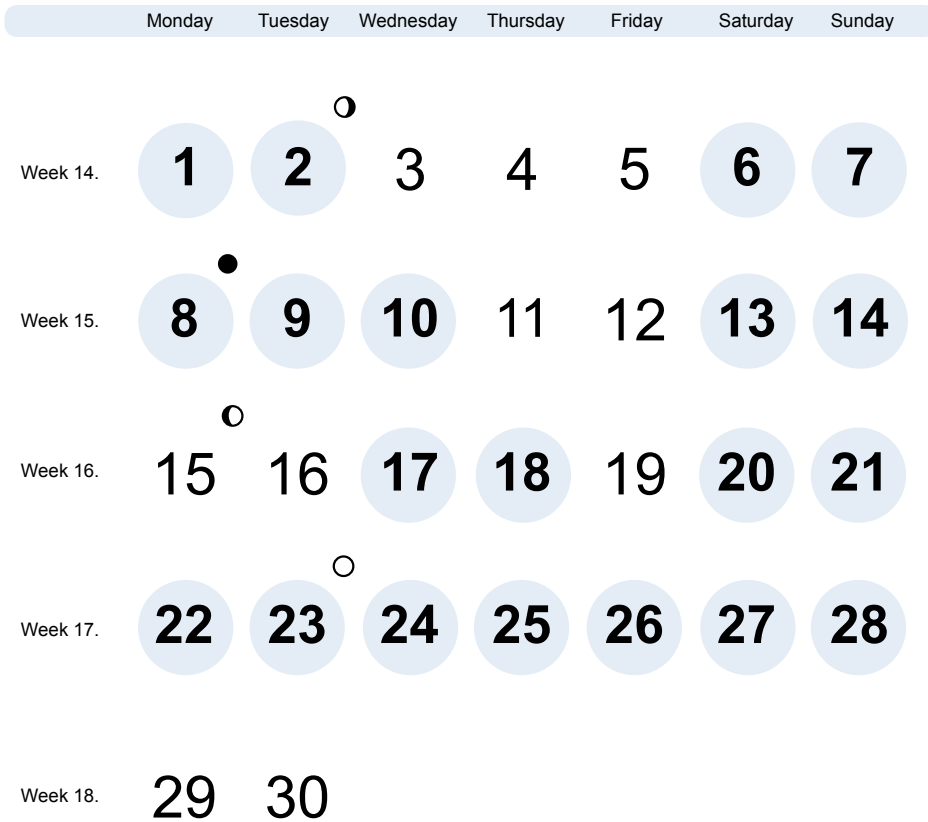 Monday Tuesday Wednesday Thursday Friday Saturday Sunday
Week 14. 1 2 3 4 5 6 7
Week 15. 8 9 10 11 12 13 14
Week 16. 15 16 17 18 19 20 21
Week 17. 22 23 24 25 26 27 28
Week 18. 29 30